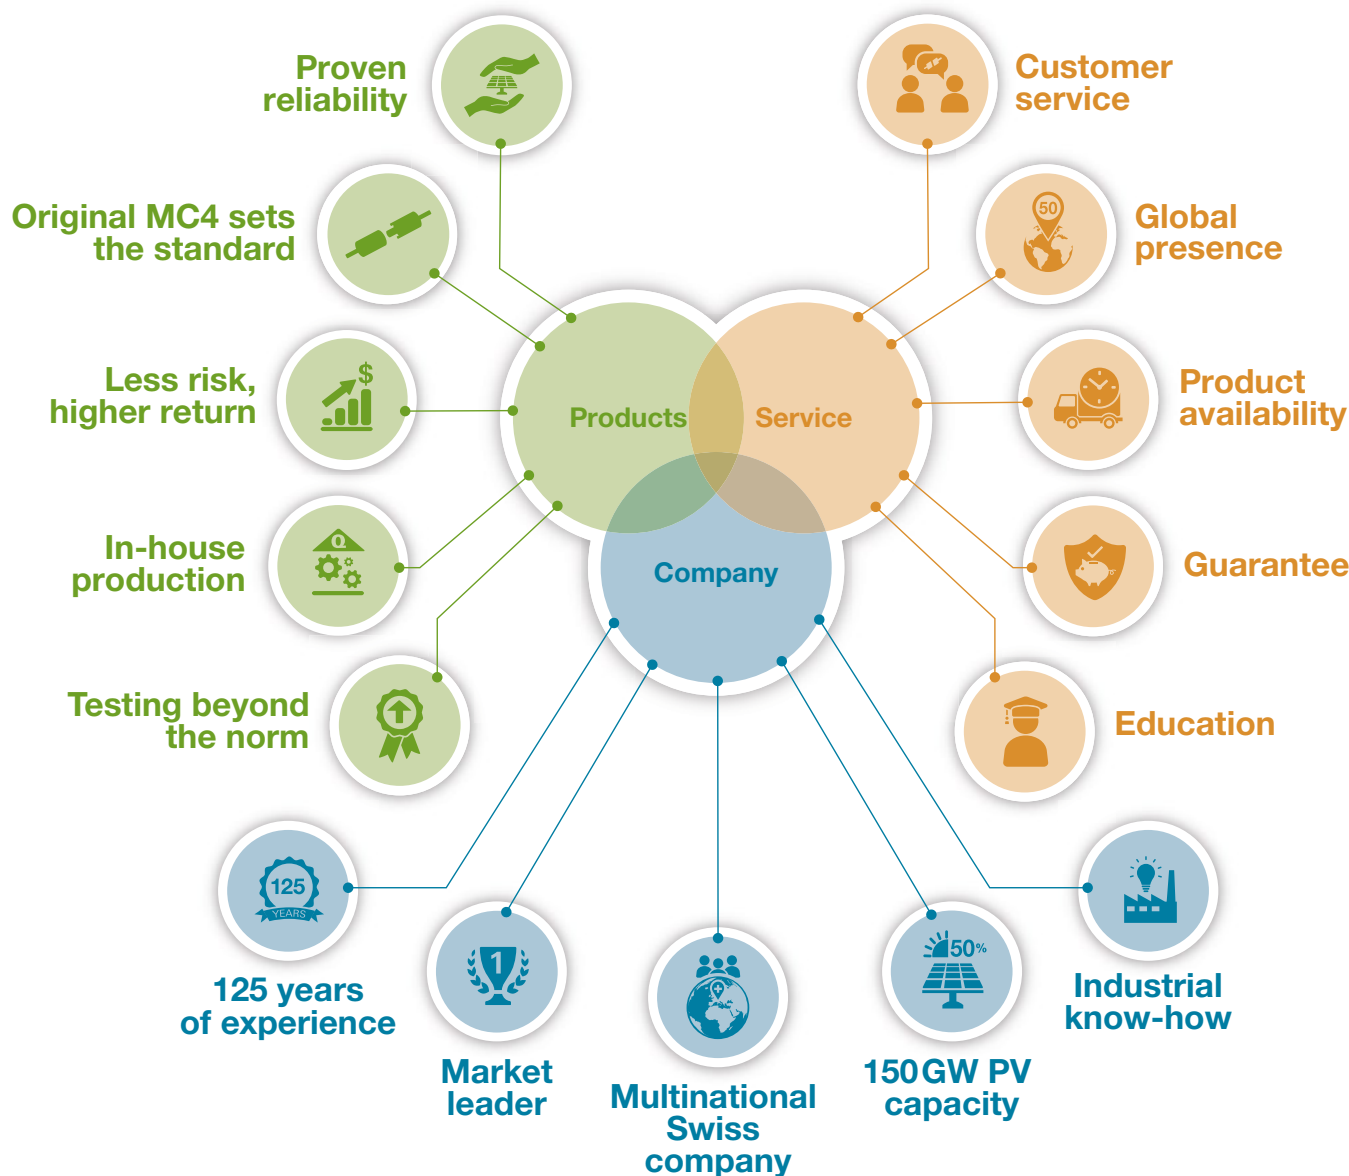 Proven
reliability
Customer
service
Original MC4 sets
the standard
50
Global
presence
Less risk,
higher return
$
Products
Service
Product
availability
In-house
production
Q
Company
Guarantee
Testing beyond
the norm
Education
125
YEARS
125 years
of experience
1
Market
leader
Multinational
Swiss
company
50%
150 GW PV
capacity
Industrial
know-how